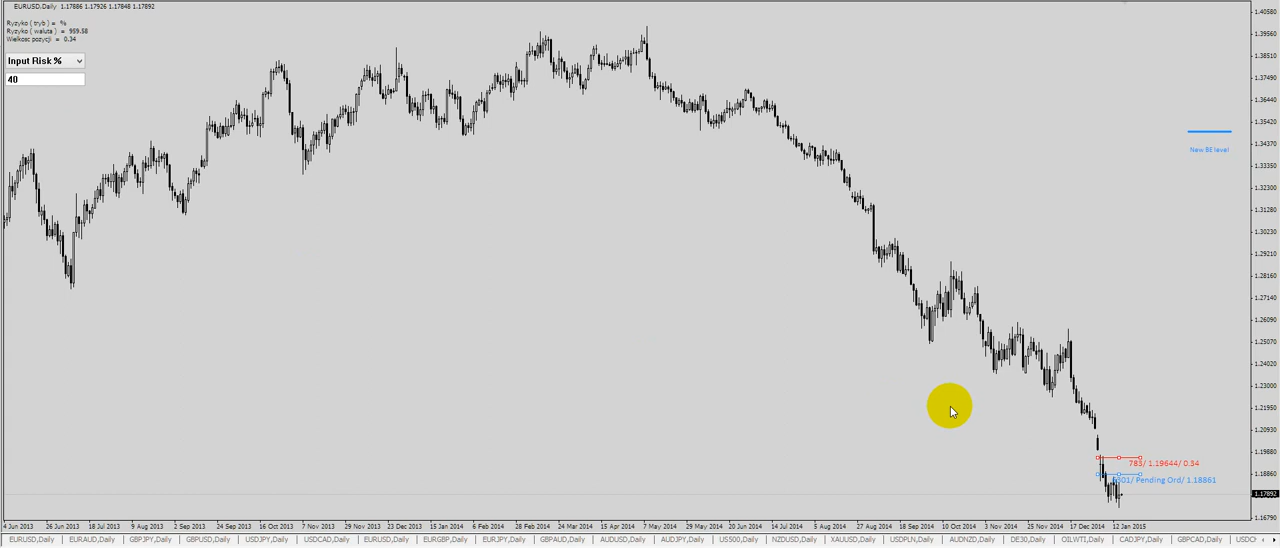 EURUSD,Daily 1.17886 1.17926 1.17848 1.17892
Ryzyko ( tryb ) = %
Ryzyko ( waluta ) = 959.58
Wielkosc pozycji = 0.34
Input Risk %
40
New BE level
783/ 1.19644/ 0.34
301/ Pending Ord/ 1.18861
1.40580
1.39560
1.38510
1.37490
1.36440
1.35420
1.34370
1.33350
1.32300
1.31280
1.30230
1.29210
1.28160
1.27140
1.26090
1.25070
1.24020
1.23000
1.21950
1.20930
1.19880
1.18860
1.17892
1.16790
4 Jun 2013 26 Jun 2013 18 Jul 2013 9 Aug 2013 2 Sep 2013 24 Sep 2013 16 Oct 2013 7 Nov 2013 29 Nov 2013 23 Dec 2013 15 Jan 2014 6 Feb 2014 28 Feb 2014 24 Mar 2014 15 Apr 2014 7 May 2014 29 May 2014 20 Jun 2014 14 Jul 2014 5 Aug 2014 27 Aug 2014 18 Sep 2014 10 Oct 2014 3 Nov 2014 25 Nov 2014 17 Dec 2014 12 Jan 2015
EURUSD,Daily EURAUD,Daily GBPJPY,Daily GBPUSD,Daily USDJPY,Daily USDCAD,Daily EURUSD,Daily EURGBP,Daily EURJPY,Daily GBPAUD,Daily AUDUSD,Daily AUDJPY,Daily US500,Daily NZDUSD,Daily XAUUSD,Daily USDPLN,Daily AUDNZD,Daily DE30,Daily OILWTI,Daily CADJPY,Daily GBPCAD,Daily USDCH